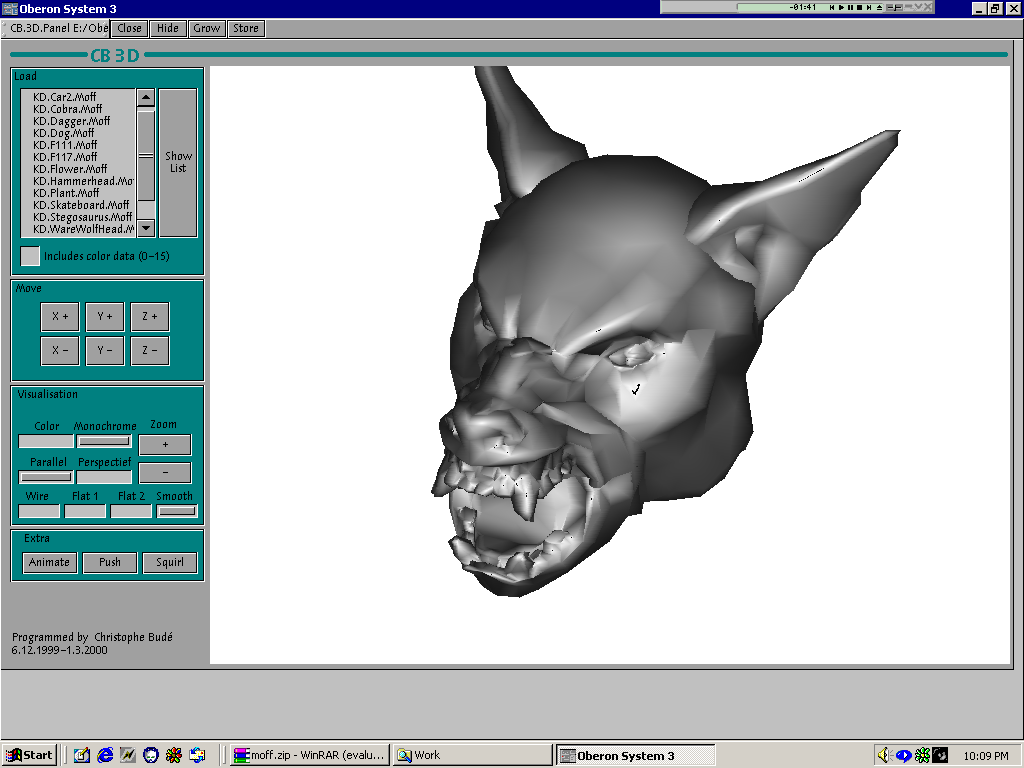 Oberon System 3
-01:41
CB.3D.Panel E:/Obé
Close
Hide
Grow
Store
CB 3D
Load
KD.Car2.Moff
KD.Cobra.Moff
KD.Dagger.Moff
KD.Dog.Moff
KD.F111.Moff
KD.F117.Moff
KD.Flower.Moff
KD.Hammerhead.Mo
KD.Plant.Moff
KD.Skateboard.Moff
KD.Stegosaurus.Moff
KD.WareWolfHead.M
Show
List
Includes color data (0-15)
Move
X +
Y +
Z +
X -
Y -
Z -
Visualisation
Color
Monochrome
Zoom
+
Parallel
Perspectief
-
Wire
Flat 1
Flat 2
Smooth
Extra
Animate
Push
Squirl
Programmed by Christophe Budé
6.12.1999-1.3.2000
Start
moff.zip - WinRAR (evalu...
Work
Oberon System 3
10:09 PM